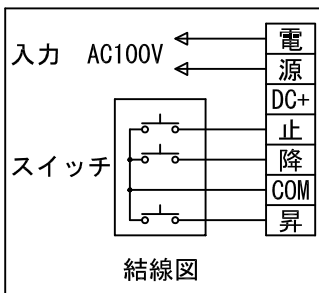 入力 AC100V
電
源
DC+
止
スイッチ
降
COM
昇
結線図